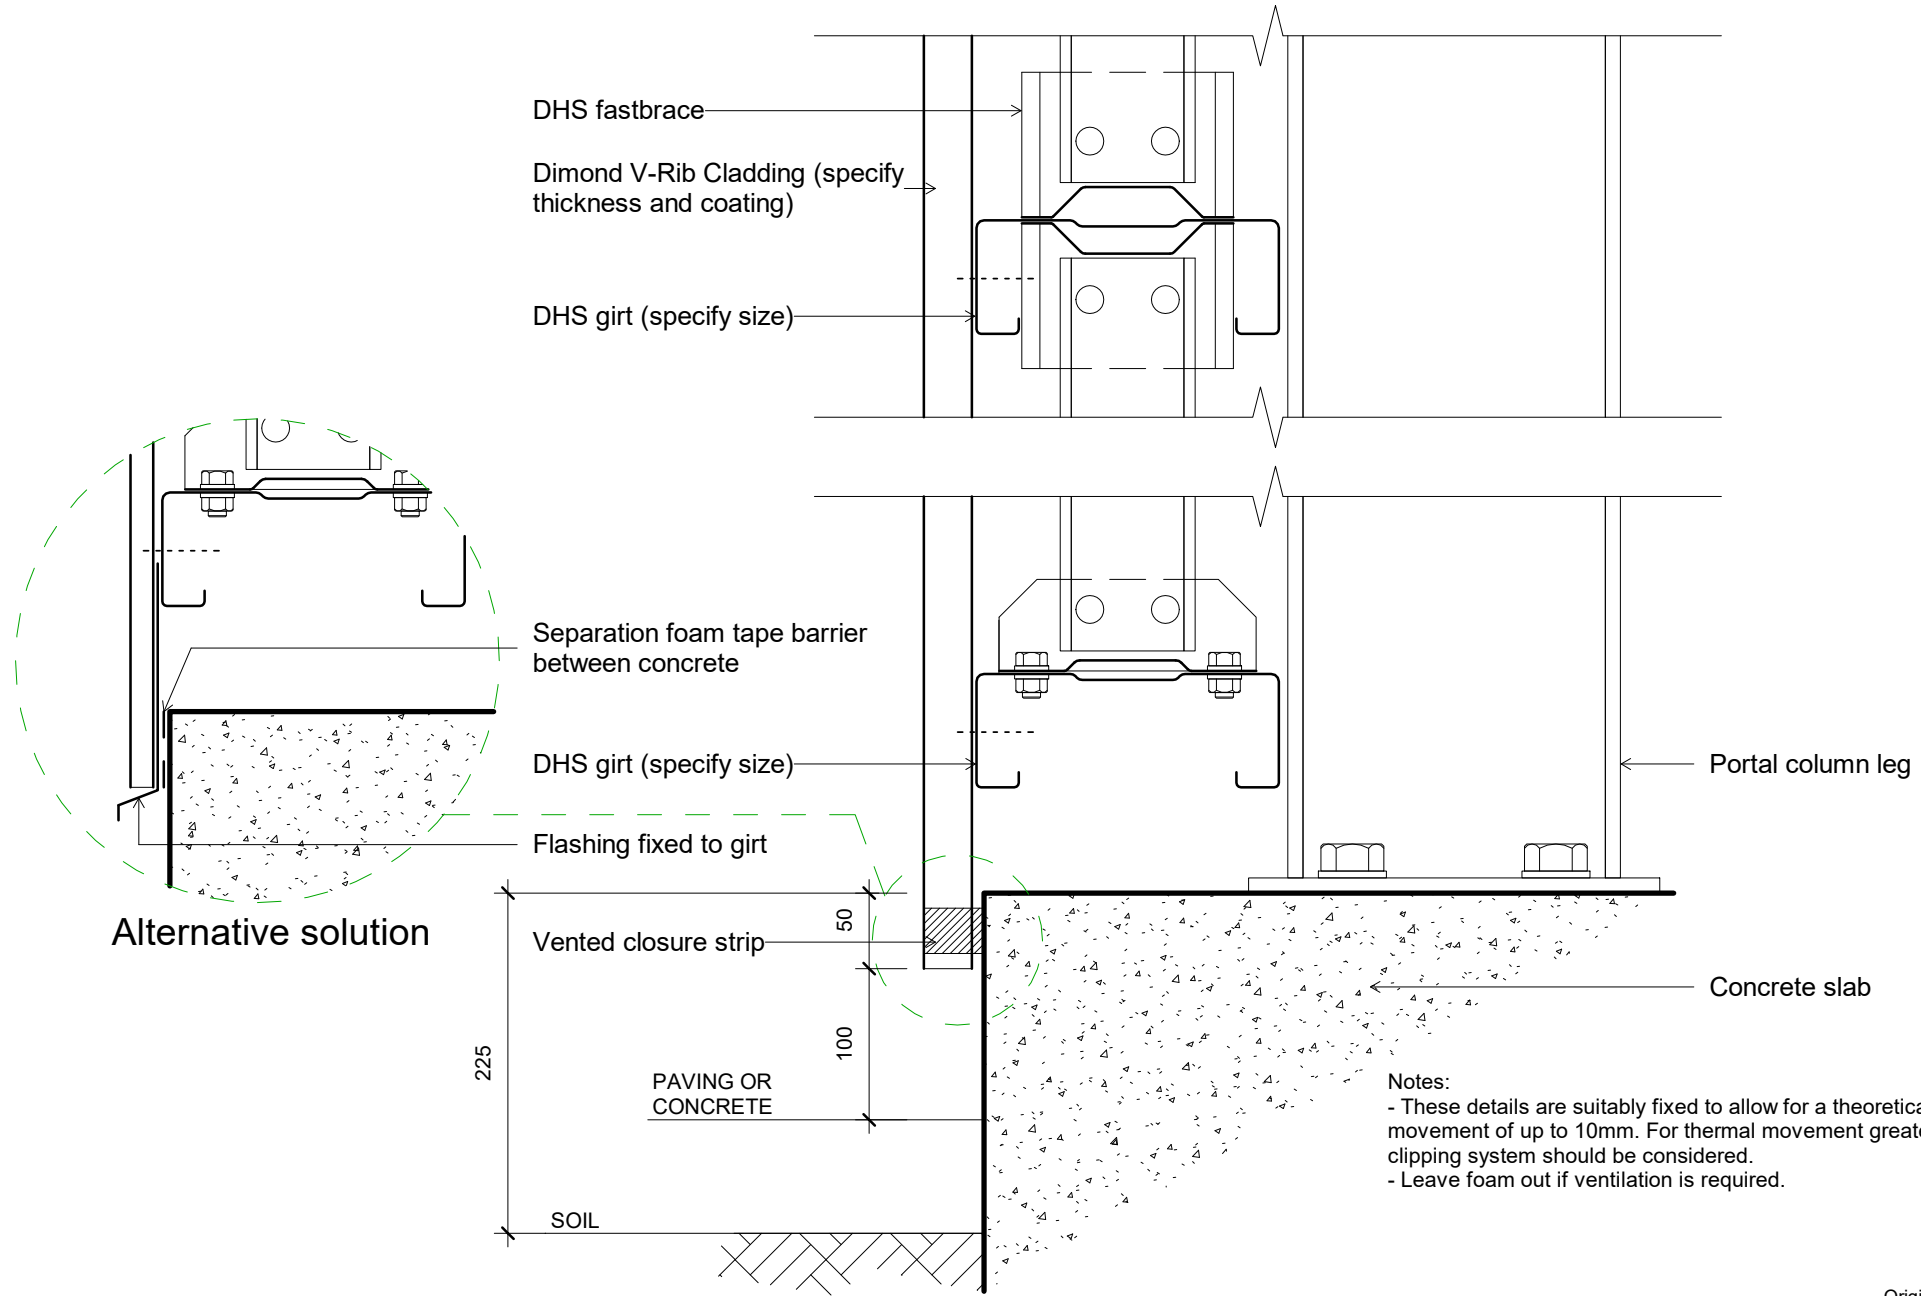 DHS fastbrace
Dimond V-Rib Cladding (specify
thickness and coating)
DHS girt (specify size)
Separation foam tape barrier
between concrete
DHS girt (specify size)
Portal column leg
Flashing fixed to girt
Alternative solution
50
Vented closure strip
Concrete slab
100
225
PAVING OR
CONCRETE
SOIL
Notes:
- These details are suitably fixed to allow for a theoretica
movement of up to 10mm. For thermal movement greate
clipping system should be considered.
- Leave foam out if ventilation is required.